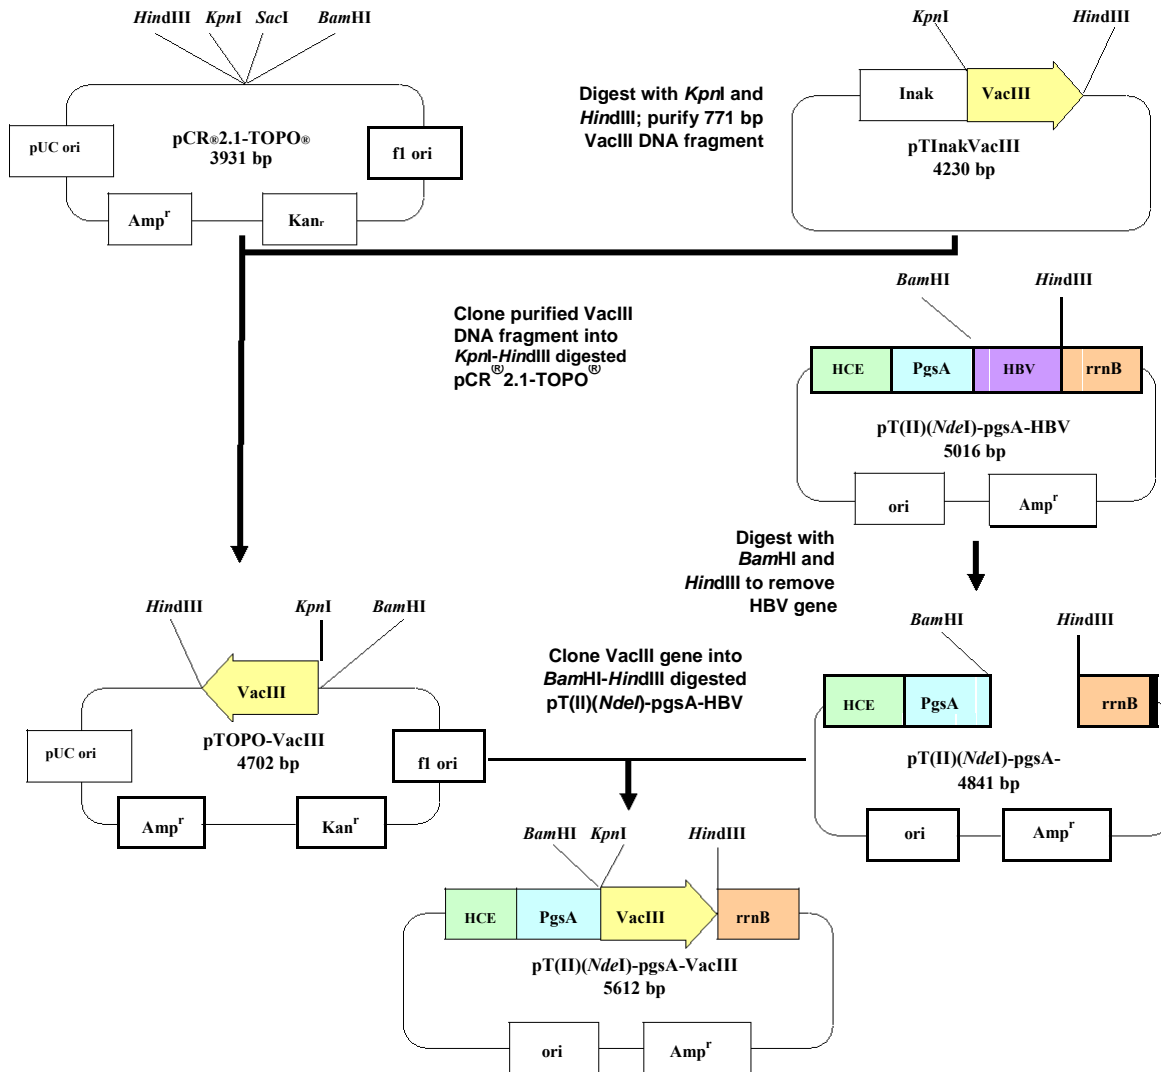 HindIII KpnI SacI BamHI
pCR®2.1-TOPO®
3931 bp
pUC ori
f1 ori
Ampʳ
Kanr
Digest with KpnI and
HindIII; purify 771 bp
VacIII DNA fragment
KpnI HindIII
Inak VacIII
pTInakVacIII
4230 bp
Clone purified VacIII
DNA fragment into
KpnI-HindIII digested
pCR®2.1-TOPO®
BamHI HindIII
HCE PgsA HBV rrnB
pT(II)(NdeI)-pgsA-HBV
5016 bp
ori Ampʳ
Digest with
BamHI and
HindIII to remove
HBV gene
BamHI HindIII
HCE PgsA rrnB
pT(II)(NdeI)-pgsA-
4841 bp
ori Ampʳ
HindIII KpnI BamHI
VacIII
pTOPO-VacIII
4702 bp
pUC ori
f1 ori
Ampʳ Kanʳ
Clone VacIII gene into
BamHI-HindIII digested
pT(II)(NdeI)-pgsA-HBV
BamHI KpnI HindIII
HCE PgsA VacIII rrnB
pT(II)(NdeI)-pgsA-VacIII
5612 bp
ori Ampʳ